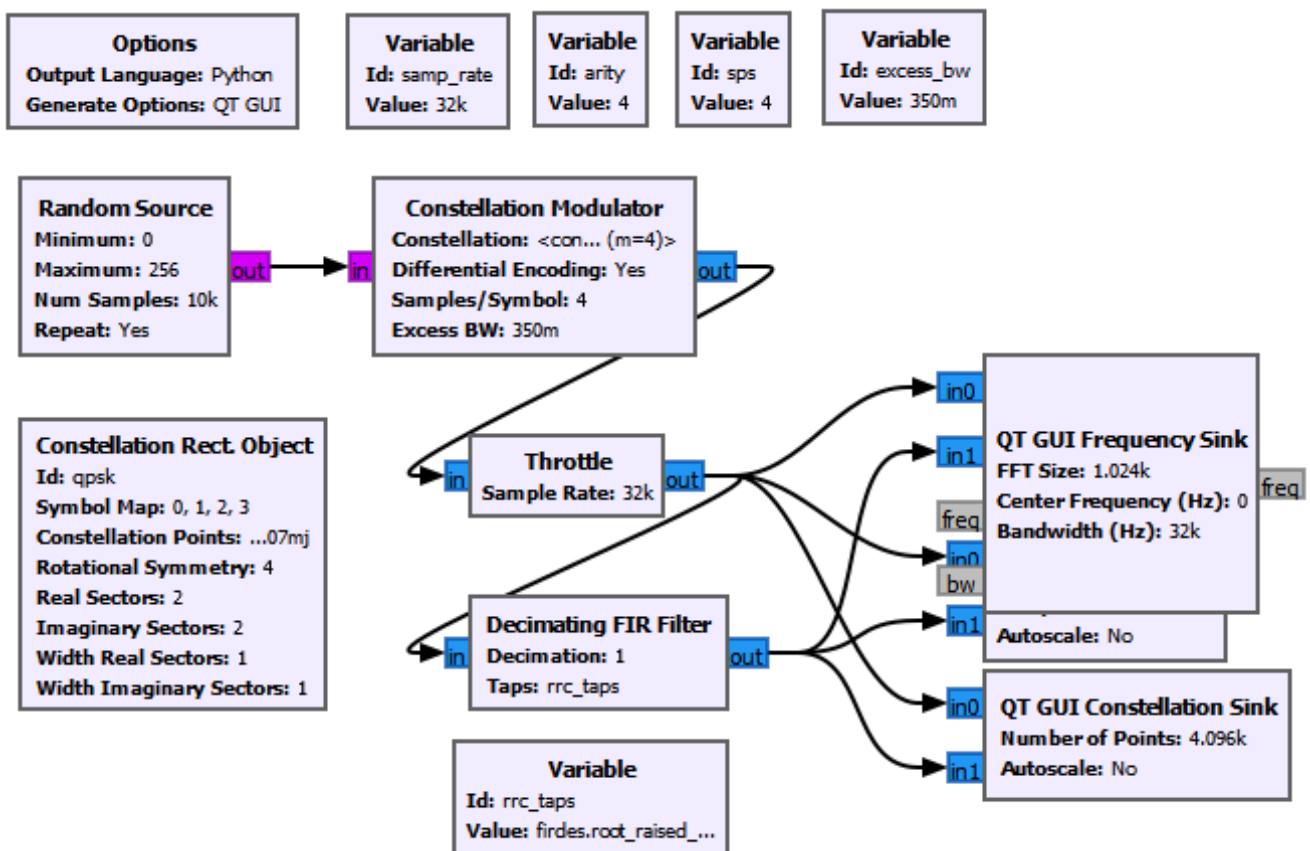 Options
Output Language: Python
Generate Options: QT GUI
Variable
Id: samp_rate
Value: 32k
Variable
Id: arity
Value: 4
Variable
Id: sps
Value: 4
Variable
Id: excess_bw
Value: 350m
Random Source
Minimum: 0
Maximum: 256
Num Samples: 10k
Repeat: Yes
out
in
Constellation Modulator
Constellation: <con... (m=4)>
Differential Encoding: Yes
Samples/Symbol: 4
Excess BW: 350m
out
Constellation Rect. Object
Id: qpsk
Symbol Map: 0, 1, 2, 3
Constellation Points: ...07mj
Rotational Symmetry: 4
Real Sectors: 2
Imaginary Sectors: 2
Width Real Sectors: 1
Width Imaginary Sectors: 1
in
Throttle
Sample Rate: 32k
out
in
Decimating FIR Filter
Decimation: 1
Taps: rrc_taps
out
Variable
Id: rrc_taps
Value: firdes.root_raised_...
in0
in1
freq
in0
bw
in1
QT GUI Frequency Sink
FFT Size: 1.024k
Center Frequency (Hz): 0
Bandwidth (Hz): 32k
freq
Autoscale: No
in0
in1
QT GUI Constellation Sink
Number of Points: 4.096k
Autoscale: No